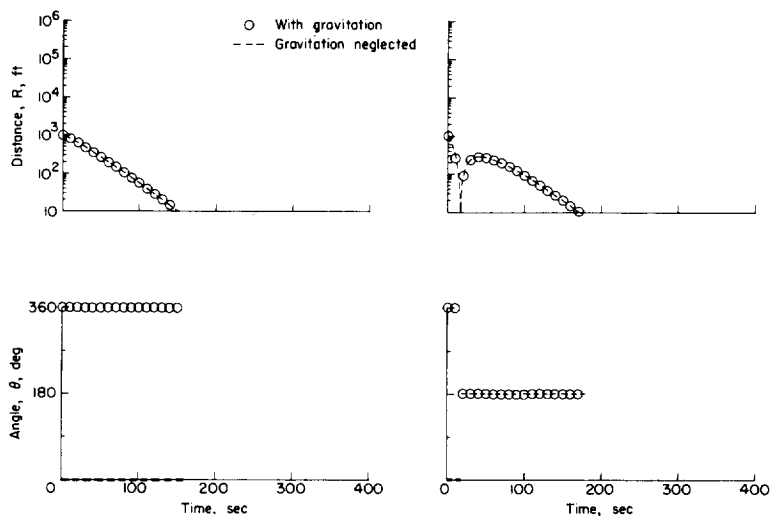 With gravitation
Gravitation neglected
10⁶
10⁵
10⁴
10³
10²
10
Distance, R, ft
360
180
0
Angle, θ, deg
0 100 200 300 400
Time, sec
0 100 200 300 400
Time, sec